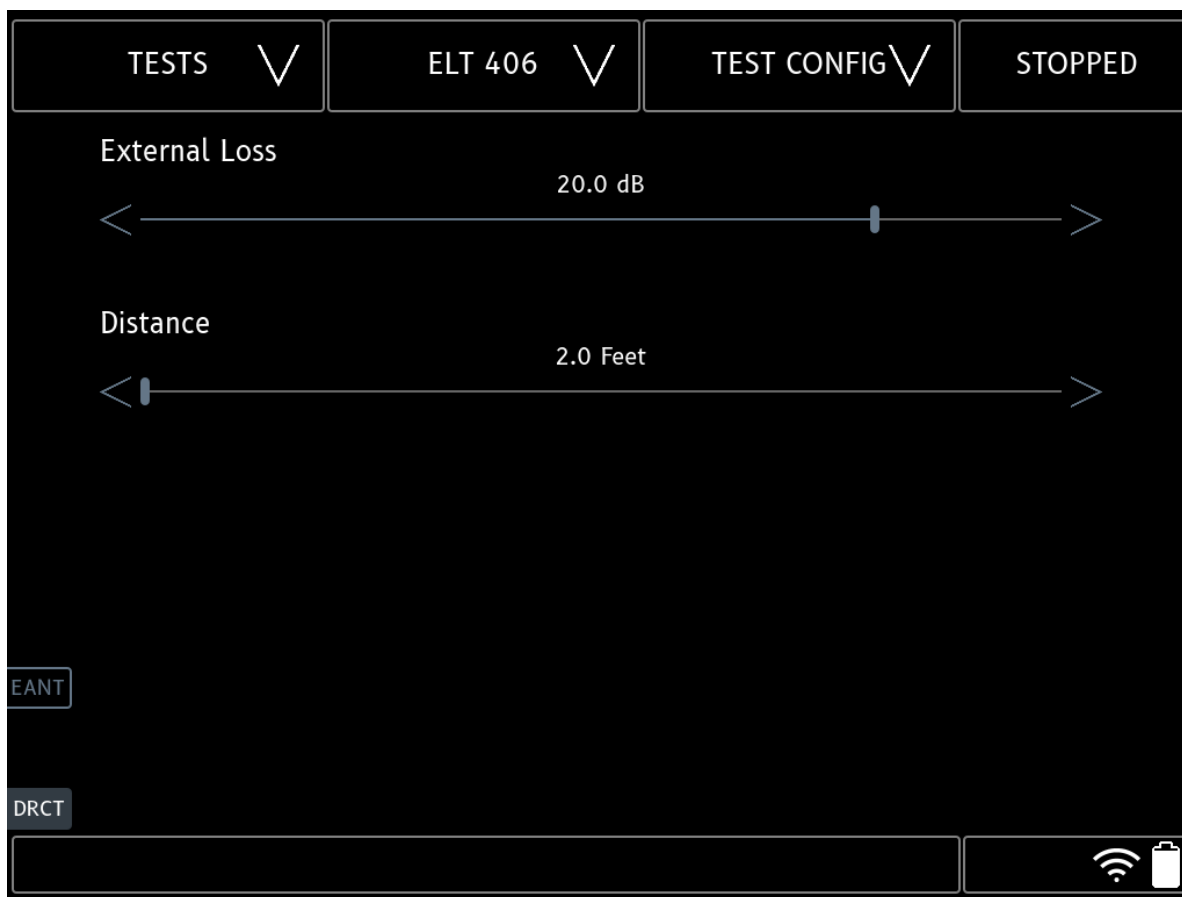 TESTS
ELT 406
TEST CONFIG
STOPPED
External Loss
20.0 dB
Distance
2.0 Feet
EANT
DRCT